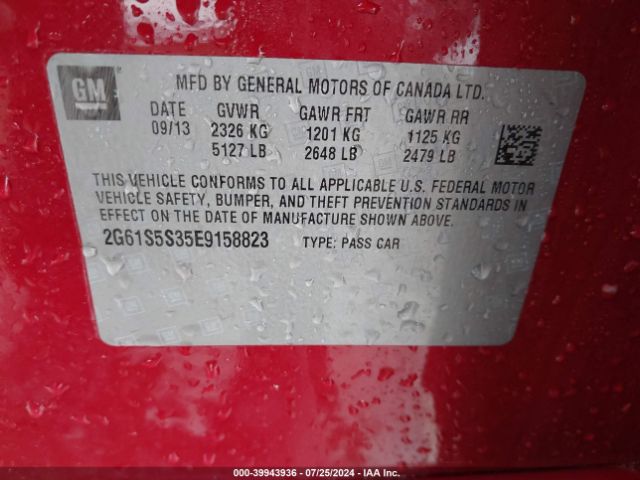 GM
MFD BY GENERAL MOTORS OF CANADA LTD.
DATE GVWR GAWR FRT GAWR RR
09/13 2326 KG 1201 KG 1125 KG
5127 LB 2648 LB 2479 LB
THIS VEHICLE CONFORMS TO ALL APPLICABLE U.S. FEDERAL MOTOR
VEHICLE SAFETY, BUMPER, AND THEFT PREVENTION STANDARDS IN
EFFECT ON THE DATE OF MANUFACTURE SHOWN ABOVE.
2G61S5S35E9158823 TYPE: PASS CAR
000-39943936 - 07/25/2024 - IAA Inc.